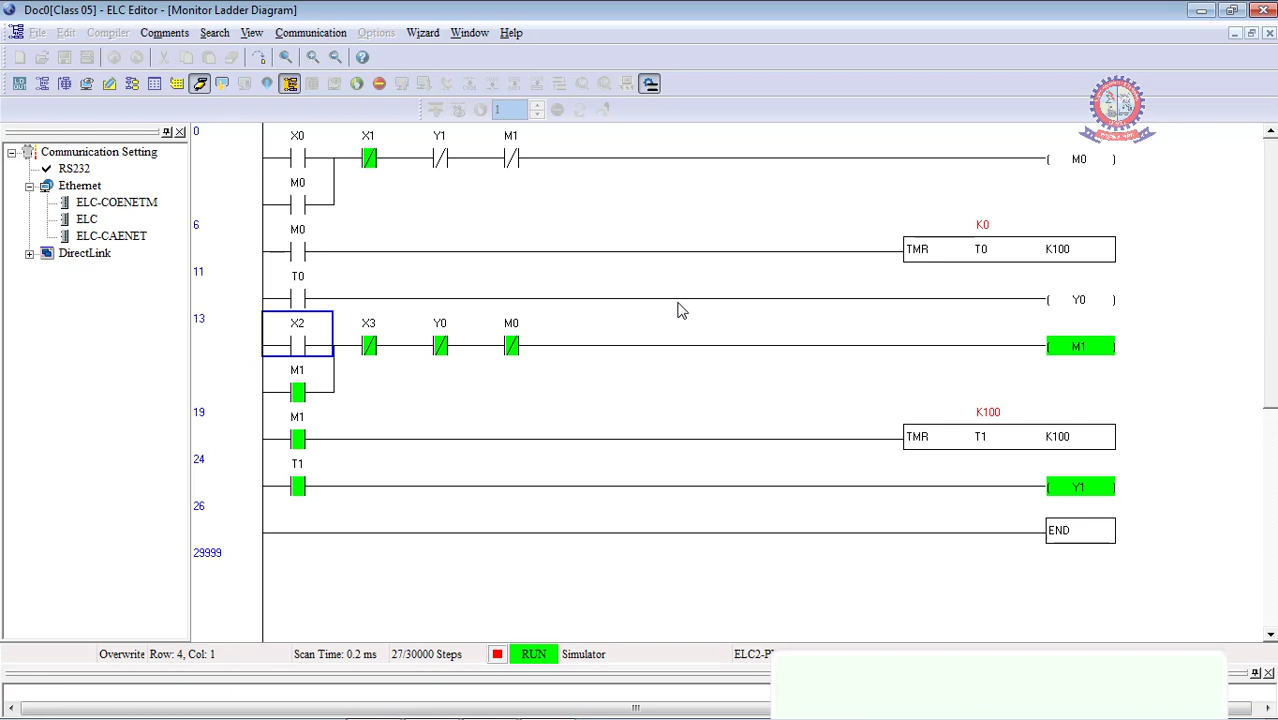 Doc0[Class 05] - ELC Editor - [Monitor Ladder Diagram]
File Edit Compiler Comments Search View Communication Options Wizard Window Help
1
Communication Setting
RS232
Ethernet
ELC-COENETM
ELC
ELC-CAENET
DirectLink
0
X0 X1 Y1 M1
M0
M0
6
M0
K0
TMR T0 K100
11
T0
Y0
13
X2 X3 Y0 M0
M1
M1
19
M1
K100
TMR T1 K100
24
T1
Y1
26
END
29999
Overwrite Row: 4, Col: 1 Scan Time: 0.2 ms 27/30000 Steps RUN Simulator